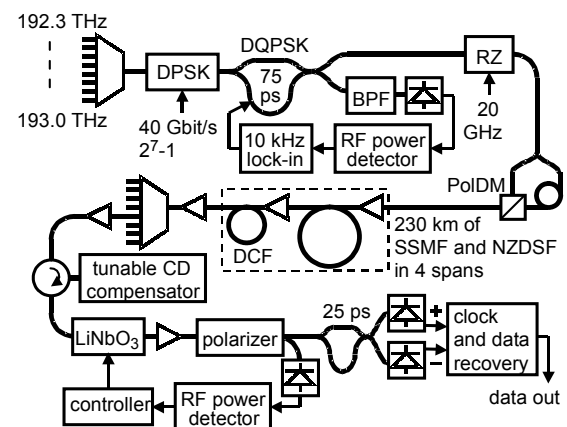 192.3 THz
193.0 THz
DPSK
40 Gbit/s
2⁷-1
DQPSK
75
ps
BPF
10 kHz
lock-in
RF power
detector
RZ
20
GHz
PolDM
DCF
230 km of
SSMF and NZDSF
in 4 spans
tunable CD
compensator
LiNbO₃
polarizer
25 ps
+
−
clock
and data
recovery
data out
controller
RF power
detector